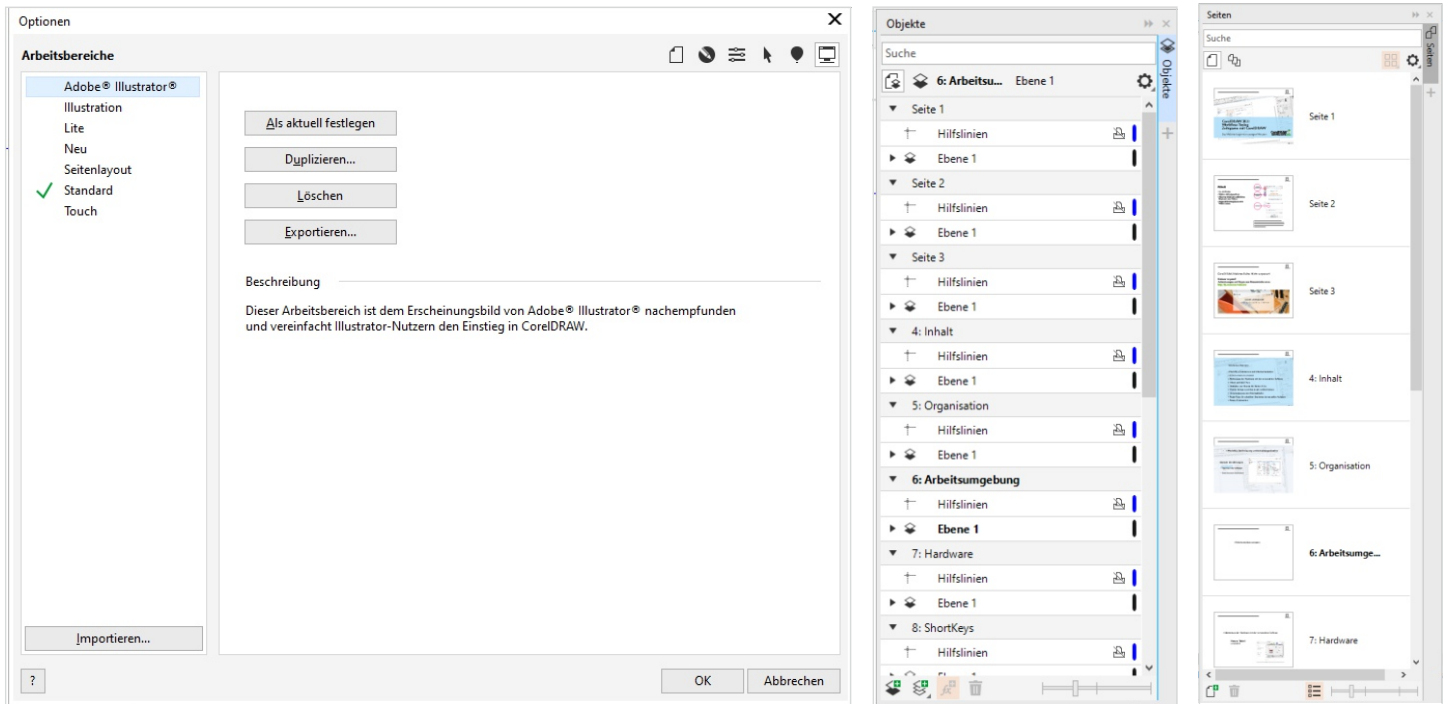 Optionen
Arbeitsbereiche
Adobe® Illustrator®
Illustration
Lite
Neu
Seitenlayout
Standard
Touch
Importieren...
Als aktuell festlegen
Duplizieren...
Löschen
Exportieren...
Beschreibung
Dieser Arbeitsbereich ist dem Erscheinungsbild von Adobe® Illustrator® nachempfunden
und vereinfacht Illustrator-Nutzern den Einstieg in CorelDRAW.
?
OK
Abbrechen
Objekte
Suche
6: Arbeitsu... Ebene 1
Seite 1
Hilfslinien
Ebene 1
Seite 2
Hilfslinien
Ebene 1
Seite 3
Hilfslinien
Ebene 1
4: Inhalt
Hilfslinien
Ebene 1
5: Organisation
Hilfslinien
Ebene 1
6: Arbeitsumgebung
Hilfslinien
Ebene 1
7: Hardware
Hilfslinien
Ebene 1
8: ShortKeys
Hilfslinien
Objekte
Seiten
Suche
Seite 1
Seite 2
Seite 3
4: Inhalt
5: Organisation
6: Arbeitsumge...
7: Hardware
Seiten